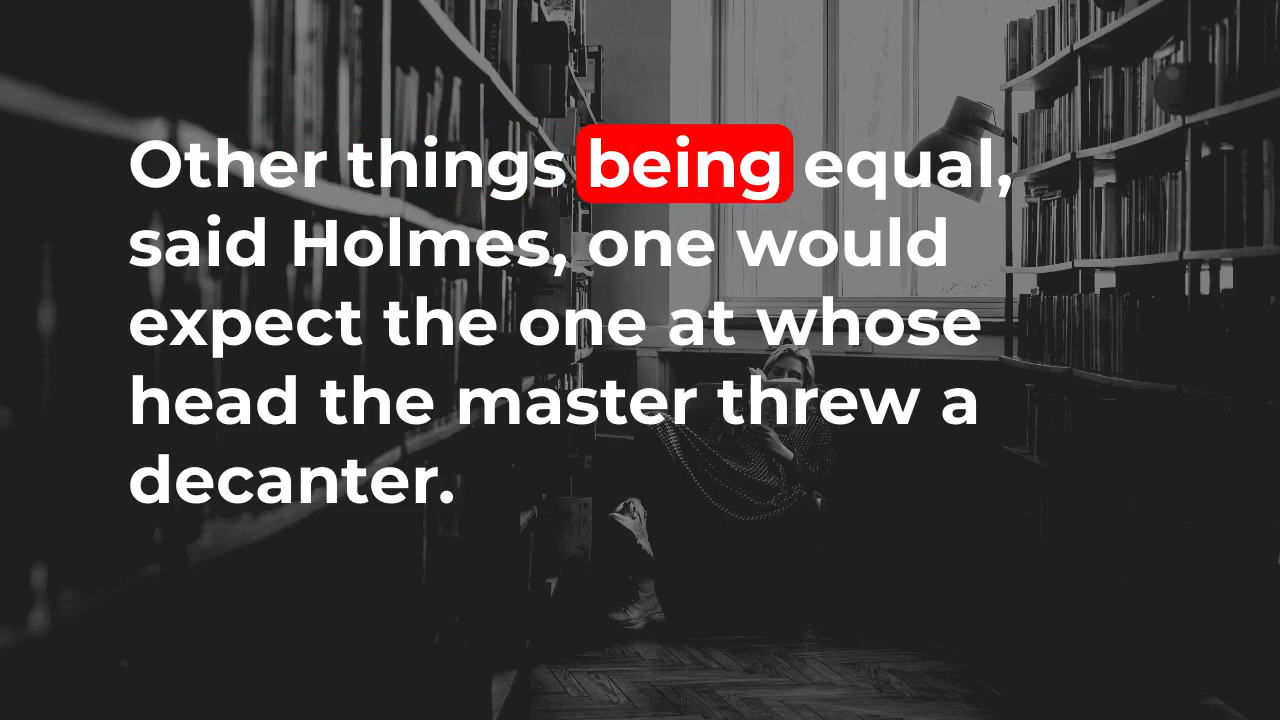 Other things being equal,
said Holmes, one would
expect the one at whose
head the master threw a
decanter.